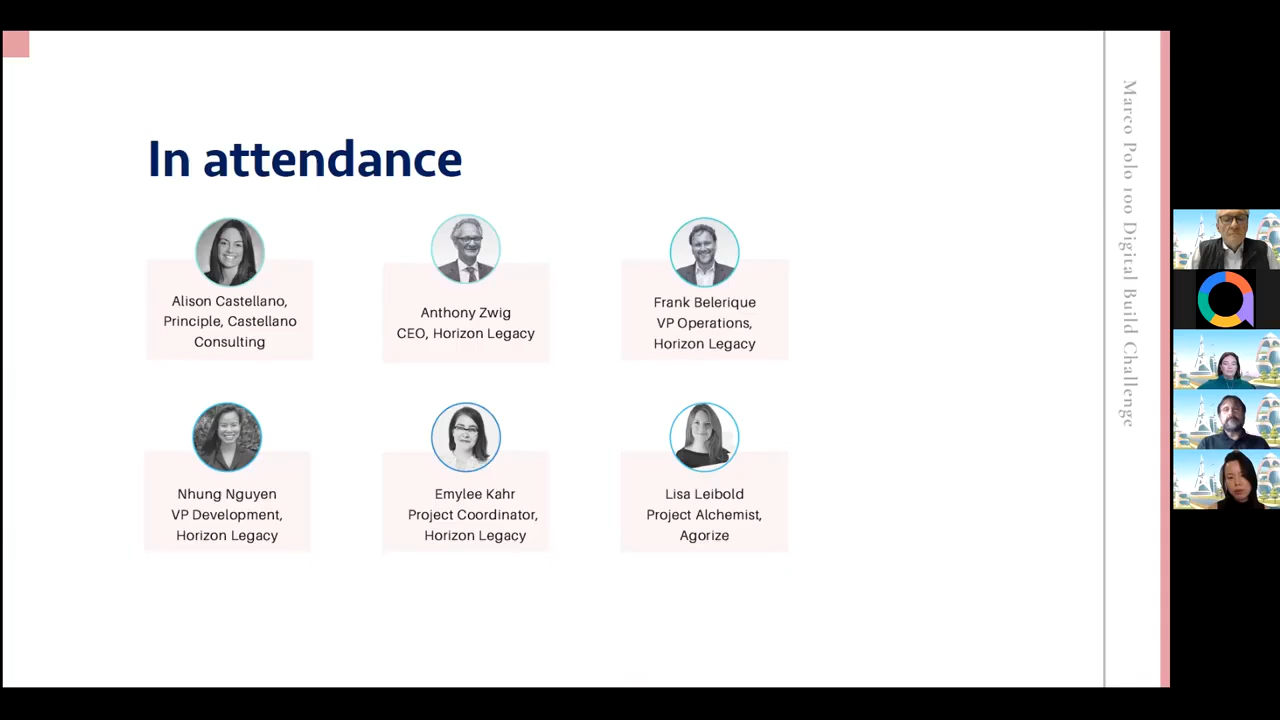 In attendance
Alison Castellano,
Principle, Castellano
Consulting
Anthony Zwig
CEO, Horizon Legacy
Frank Belerique
VP Operations,
Horizon Legacy
Nhung Nguyen
VP Development,
Horizon Legacy
Emylee Kahr
Project Coordinator,
Horizon Legacy
Lisa Leibold
Project Alchemist,
Agorize
Marco Polo 100 Digital Build Challenge